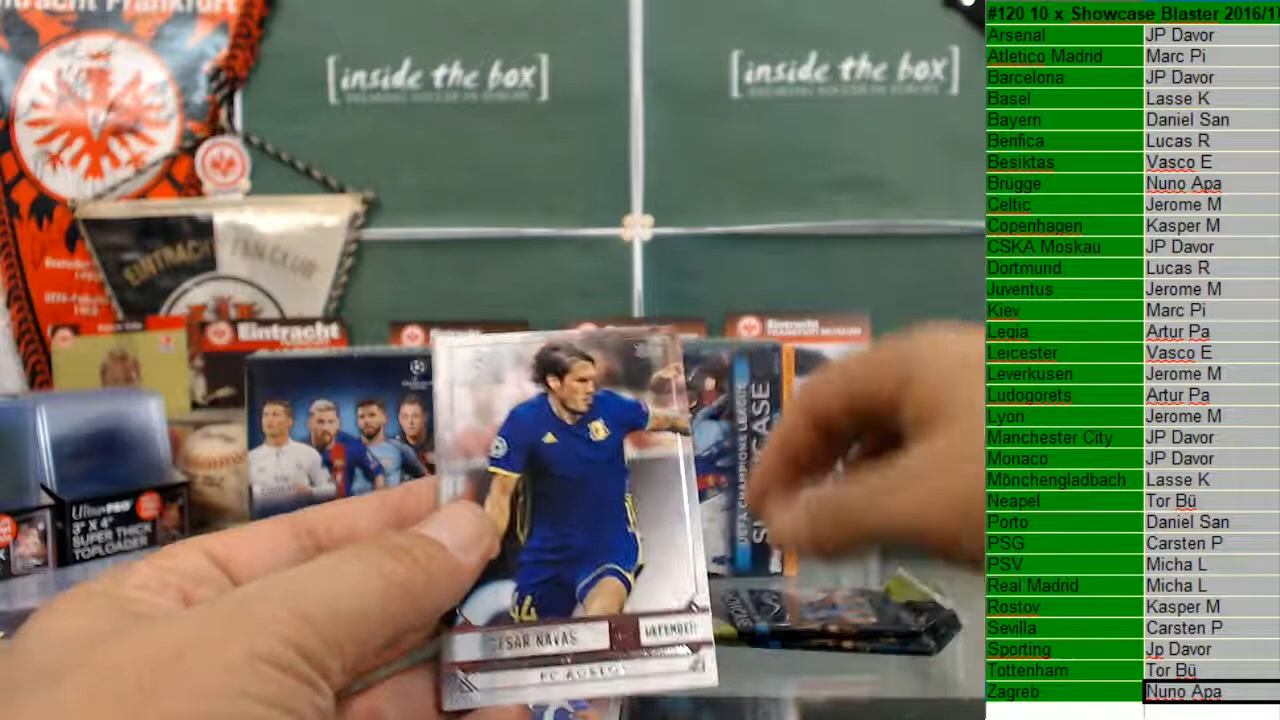 inside the box
inside the box
EINTRACHT
FAN CLUB
Eintracht
Ultra PRO
3" X 4"
SUPER THICK
TOPLOADER
UEFA CHAMPIONS LEAGUE
NAVAS
DEFENDER
#120 10 x Showcase Blaster 2016/1
Arsenal JP Davor
Atletico Madrid Marc Pi
Barcelona JP Davor
Basel Lasse K
Bayern Daniel San
Benfica Lucas R
Besiktas Vasco E
Brügge Nuno Apa
Celtic Jerome M
Copenhagen Kasper M
CSKA Moskau JP Davor
Dortmund Lucas R
Juventus Jerome M
Kiev Marc Pi
Legia Artur Pa
Leicester Vasco E
Leverkusen Jerome M
Ludogorets Artur Pa
Lyon Jerome M
Manchester City JP Davor
Monaco JP Davor
Mönchengladbach Lasse K
Neapel Tor Bü
Porto Daniel San
PSG Carsten P
PSV Micha L
Real Madrid Micha L
Rostov Kasper M
Sevilla Carsten P
Sporting Jp Davor
Tottenham Tor Bü
Zagreb Nuno Apa